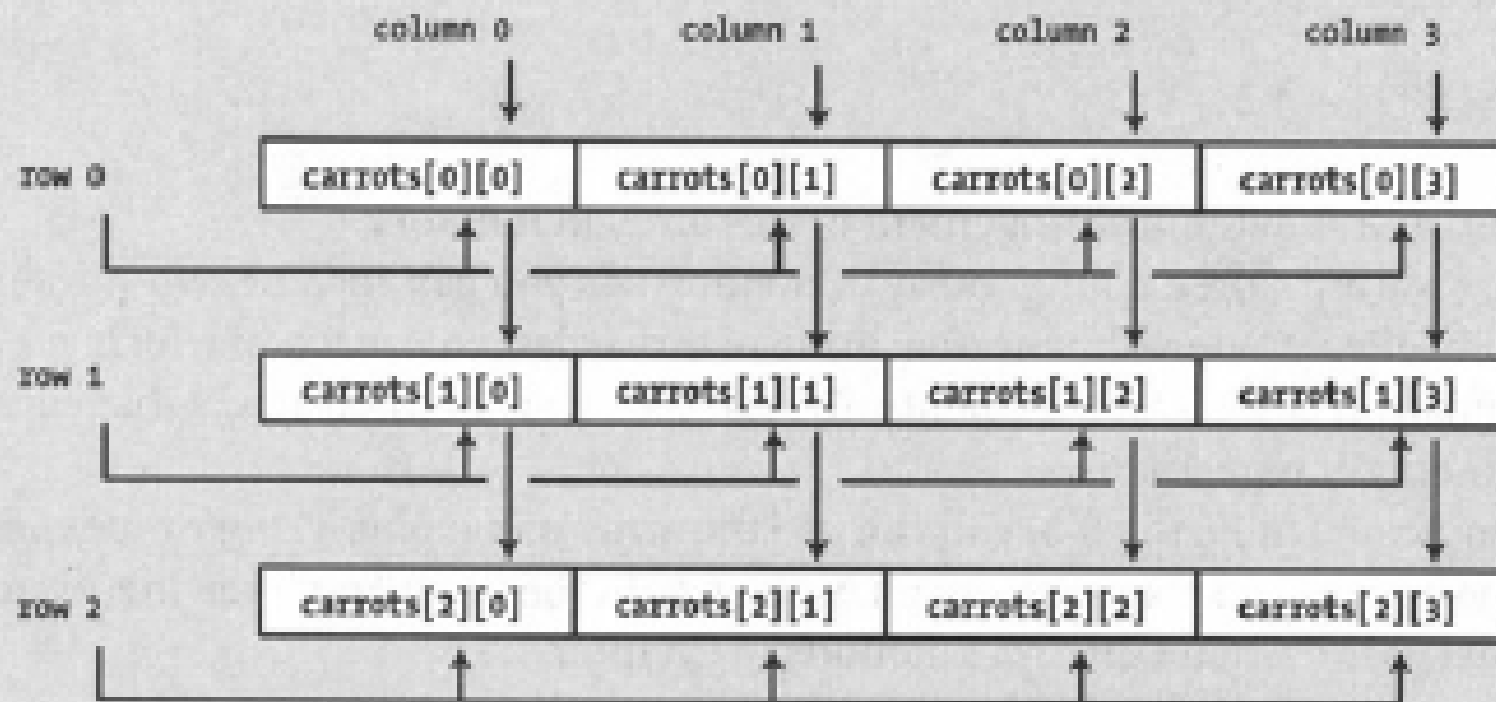 column 0 column 1 column 2 column 3
row 0 carrots[0][0] carrots[0][1] carrots[0][2] carrots[0][3]
row 1 carrots[1][0] carrots[1][1] carrots[1][2] carrots[1][3]
row 2 carrots[2][0] carrots[2][1] carrots[2][2] carrots[2][3]